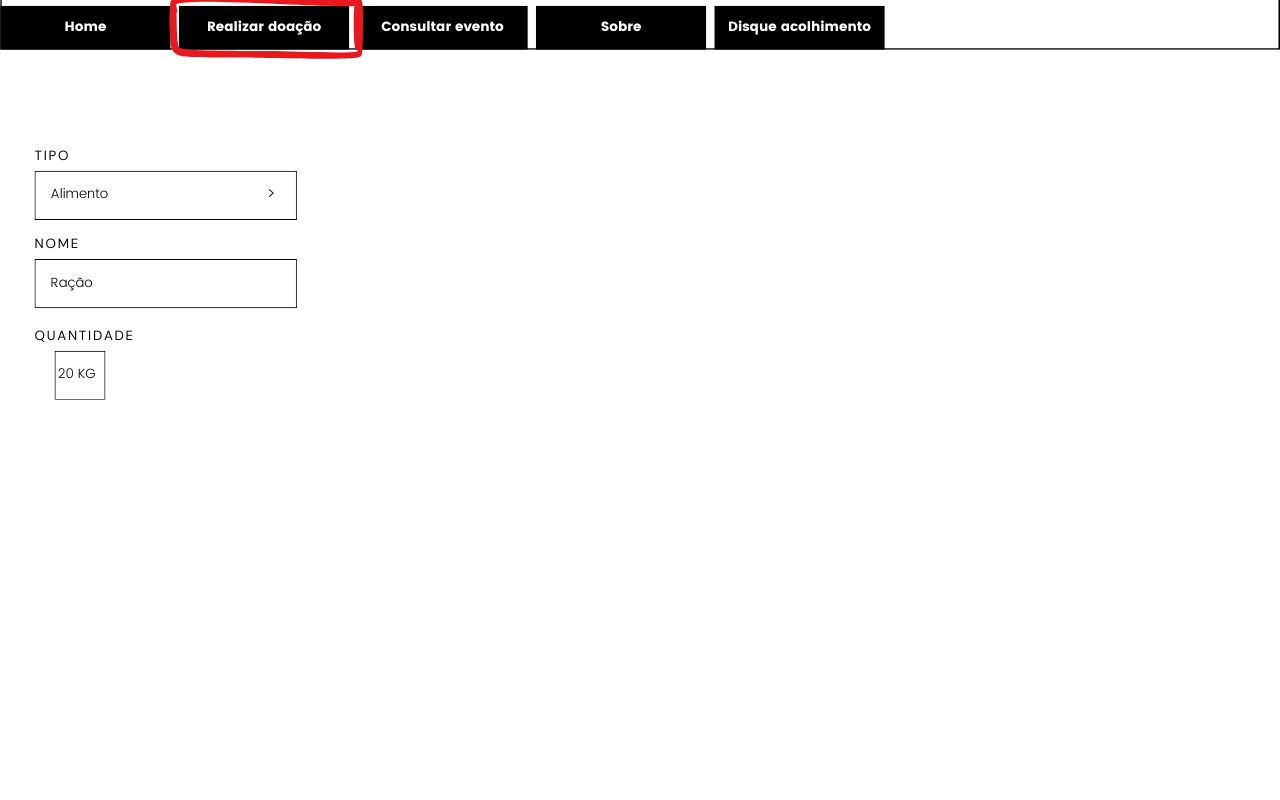 Home Realizar doação Consultar evento Sobre Disque acolhimento
TIPO
Alimento
NOME
Ração
QUANTIDADE
20 KG